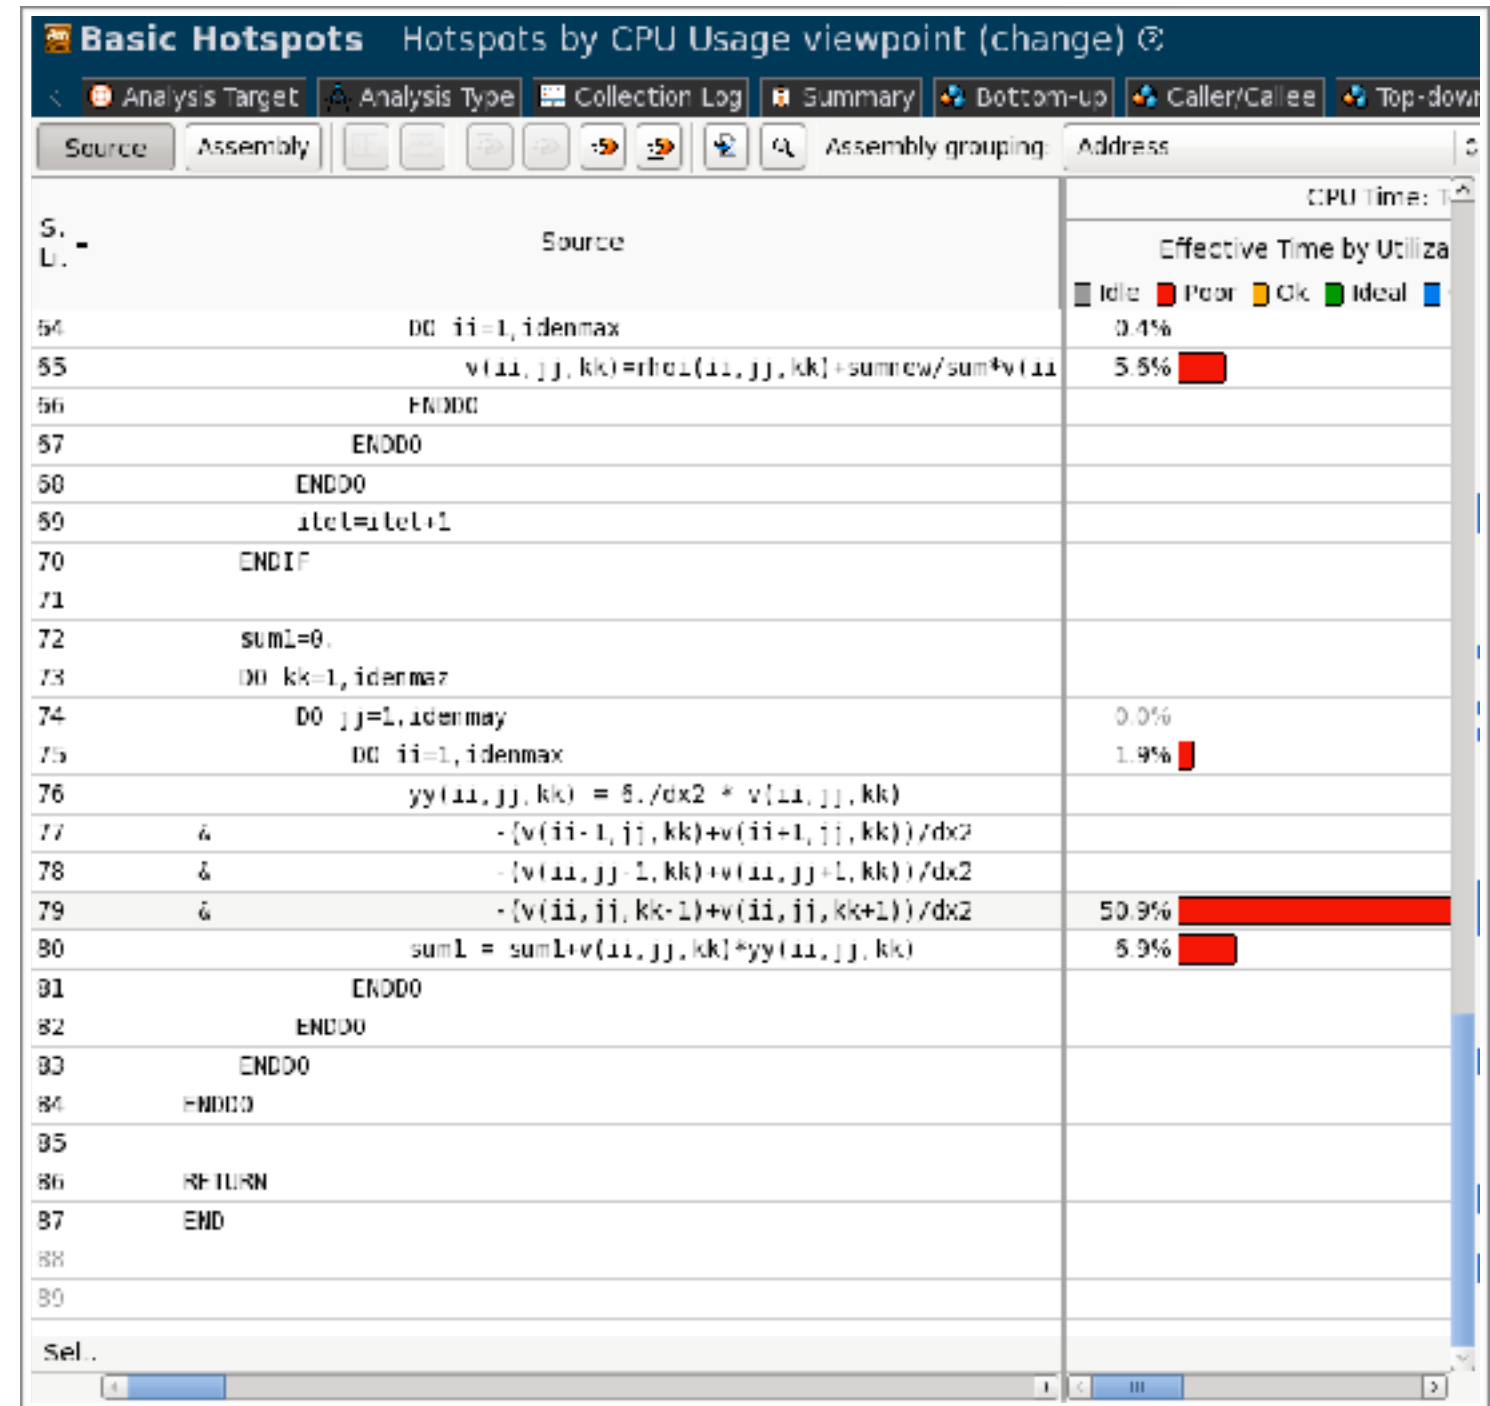 Basic Hotspots Hotspots by CPU Usage viewpoint (change)
Analysis Target Analysis Type Collection Log Summary Bottom-up Caller/Callee Top-down
Source Assembly Assembly grouping: Address
CPU Time: T
S.
Li. Source Effective Time by Utiliza
Idle Poor Ok Ideal
64 DO ii=1,idenmax 0.4%
65 v(ii,jj,kk)=rhoi(ii,jj,kk)+sumnew/sum*v(ii 5.6%
66 ENDDO
67 ENDDO
68 ENDDO
69 itel=itel+1
70 ENDIF
71
72 sum1=0.
73 DO kk=1,idenmaz
74 DO jj=1,idenmay 0.0%
75 DO ii=1,idenmax 1.9%
76 yy(ii,jj,kk) = 6./dx2 * v(ii,jj,kk)
77 & -(v(ii-1,jj,kk)+v(ii+1,jj,kk))/dx2
78 & -(v(ii,jj-1,kk)+v(ii,jj+1,kk))/dx2
79 & -(v(ii,jj,kk-1)+v(ii,jj,kk+1))/dx2 50.9%
80 sum1 = sum1+v(ii,jj,kk)*yy(ii,jj,kk) 6.9%
81 ENDDO
82 ENDDO
83 ENDDO
84 ENDDO
85
86 RETURN
87 END
88
89
Sel..